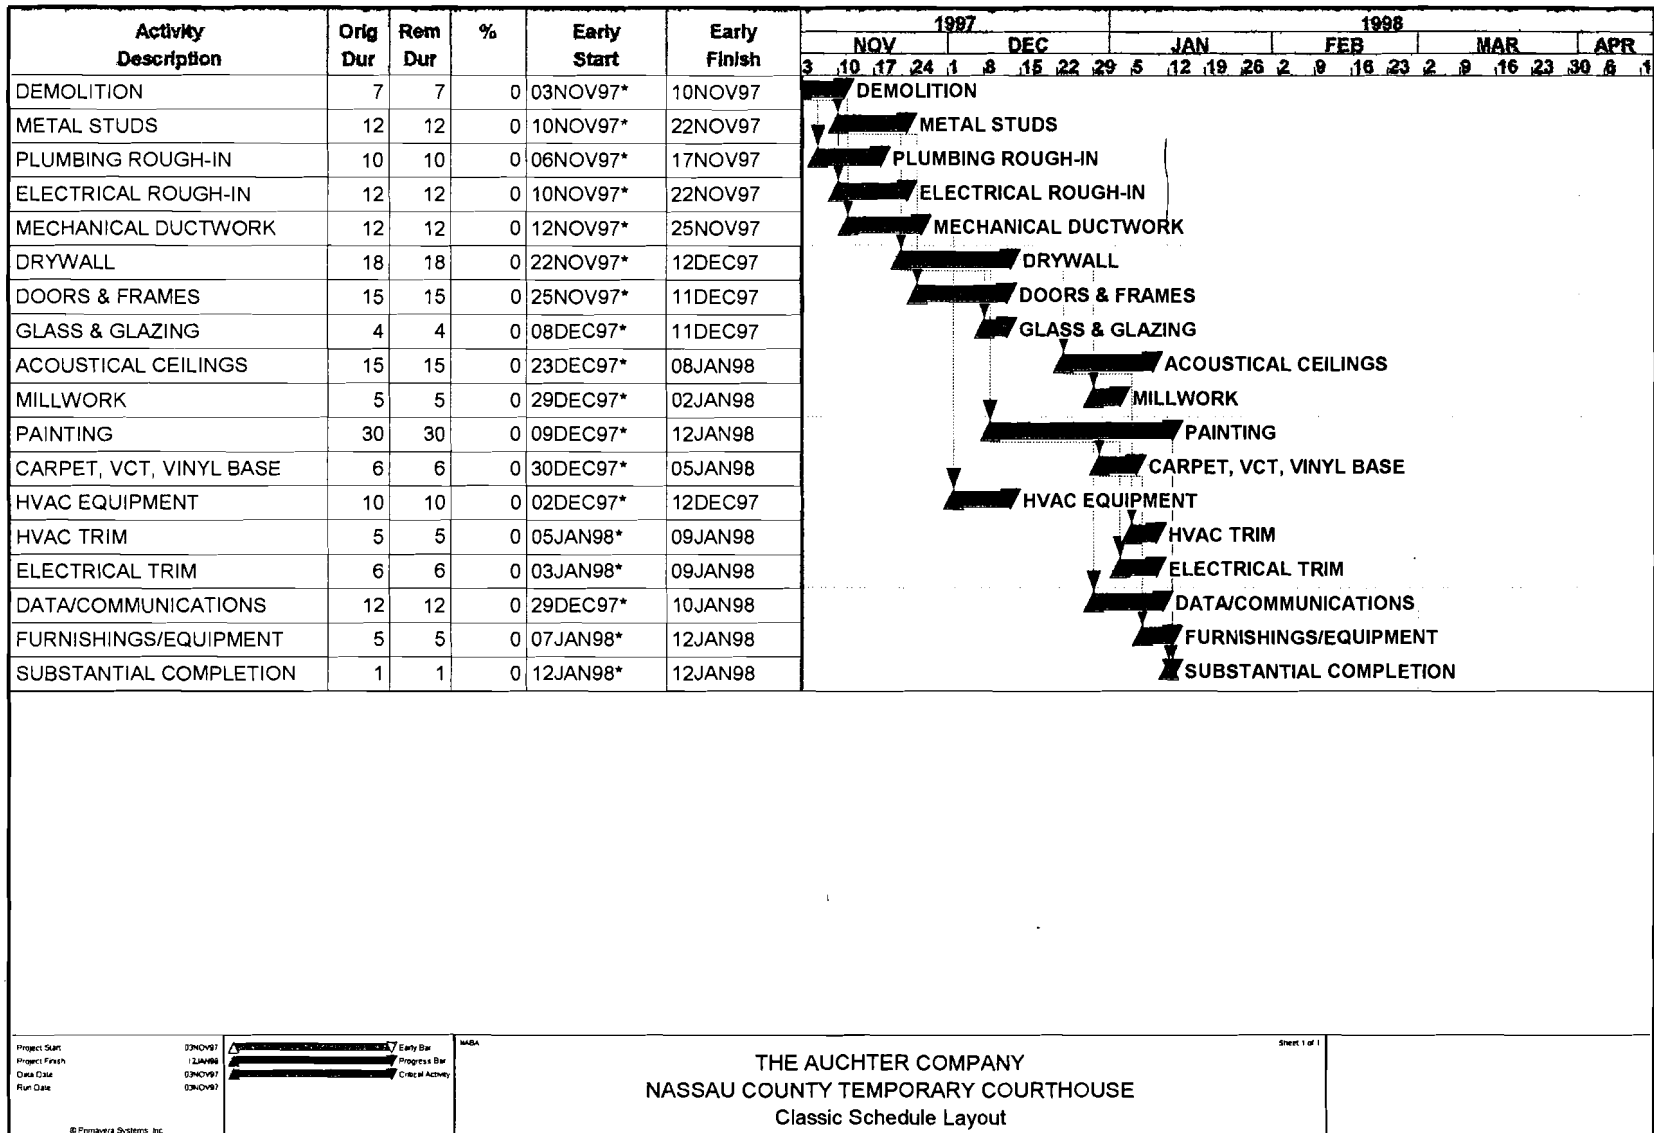 Activity Description Orig Dur Rem Dur % Early Start Early Finish
1997 1998
NOV DEC JAN FEB MAR APR
3 10 17 24 1 8 15 22 29 5 12 19 26 2 9 16 23 2 9 16 23 30 6 1
DEMOLITION 7 7 0 03NOV97* 10NOV97 DEMOLITION
METAL STUDS 12 12 0 10NOV97* 22NOV97 METAL STUDS
PLUMBING ROUGH-IN 10 10 0 06NOV97* 17NOV97 PLUMBING ROUGH-IN
ELECTRICAL ROUGH-IN 12 12 0 10NOV97* 22NOV97 ELECTRICAL ROUGH-IN
MECHANICAL DUCTWORK 12 12 0 12NOV97* 25NOV97 MECHANICAL DUCTWORK
DRYWALL 18 18 0 22NOV97* 12DEC97 DRYWALL
DOORS & FRAMES 15 15 0 25NOV97* 11DEC97 DOORS & FRAMES
GLASS & GLAZING 4 4 0 08DEC97* 11DEC97 GLASS & GLAZING
ACOUSTICAL CEILINGS 15 15 0 23DEC97* 08JAN98 ACOUSTICAL CEILINGS
MILLWORK 5 5 0 29DEC97* 02JAN98 MILLWORK
PAINTING 30 30 0 09DEC97* 12JAN98 PAINTING
CARPET, VCT, VINYL BASE 6 6 0 30DEC97* 05JAN98 CARPET, VCT, VINYL BASE
HVAC EQUIPMENT 10 10 0 02DEC97* 12DEC97 HVAC EQUIPMENT
HVAC TRIM 5 5 0 05JAN98* 09JAN98 HVAC TRIM
ELECTRICAL TRIM 6 6 0 03JAN98* 09JAN98 ELECTRICAL TRIM
DATA/COMMUNICATIONS 12 12 0 29DEC97* 10JAN98 DATA/COMMUNICATIONS
FURNISHINGS/EQUIPMENT 5 5 0 07JAN98* 12JAN98 FURNISHINGS/EQUIPMENT
SUBSTANTIAL COMPLETION 1 1 0 12JAN98* 12JAN98 SUBSTANTIAL COMPLETION
Project Start 03NOV97 Early Bar
Project Finish 12JAN98 Progress Bar
Data Date 03NOV97 Critical Activity
Run Date 03NOV97
© Primavera Systems, Inc.
NABA
Sheet 1 of 1
THE AUCHTER COMPANY
NASSAU COUNTY TEMPORARY COURTHOUSE
Classic Schedule Layout